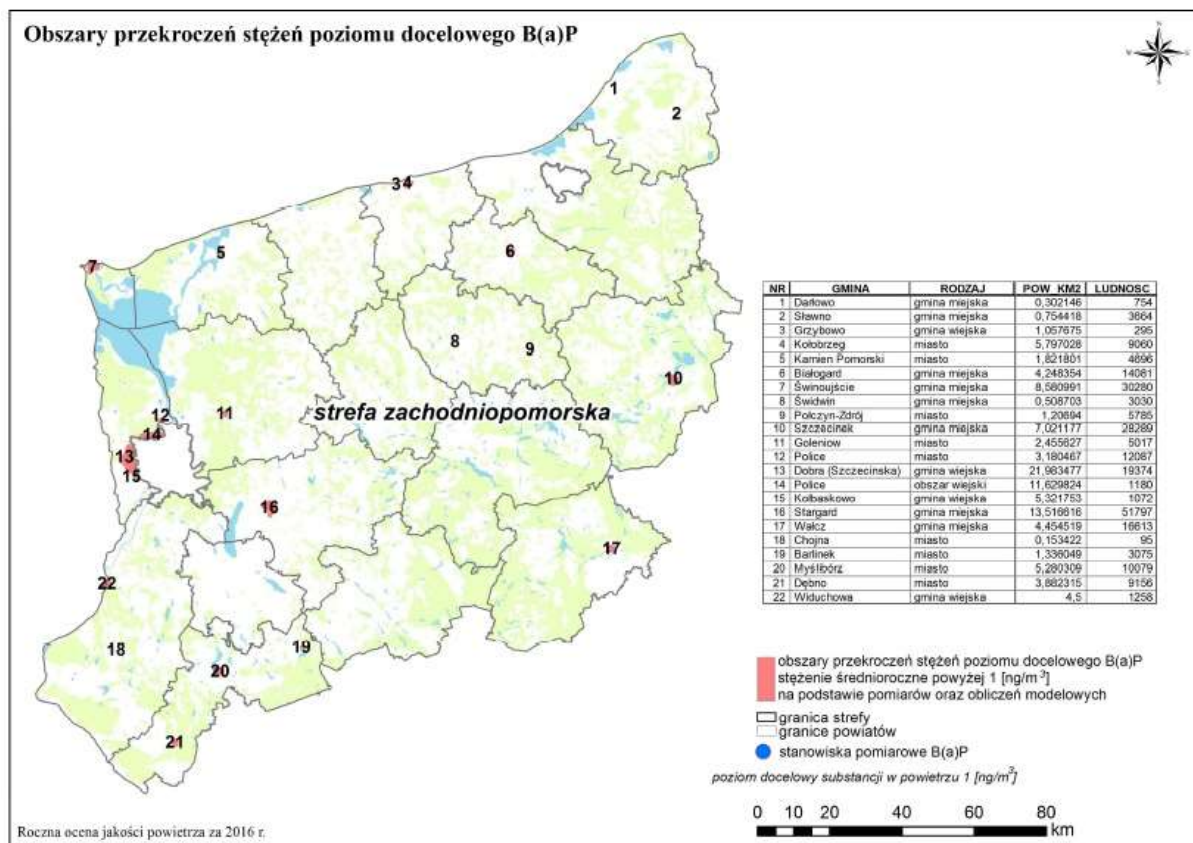 Obszary przekroczeń stężeń poziomu docelowego B(a)P
N
W
E
S
1
2
3 4
5
6
7
8
9
10
11
12
13
14
15
16
17
18
19
20
21
22
strefa zachodniopomorska
NR GMINA RODZAJ POW_KM2 LUDNOSC
1 Darłowo gmina miejska 0,302146 754
2 Sławno gmina miejska 0,754418 3664
3 Grzybowo gmina wiejska 1,057675 295
4 Kołobrzeg miasto 5,797028 9060
5 Kamien Pomorski miasto 1,821801 4696
6 Białogard gmina miejska 4,248354 14081
7 Świnoujście gmina miejska 8,580991 30280
8 Świdwin gmina miejska 0,508703 3030
9 Połczyn-Zdrój miasto 1,20694 5785
10 Szczecinek gmina miejska 7,021177 28289
11 Goleniow miasto 2,455627 5017
12 Police miasto 3,180467 12087
13 Dobra (Szczecinska) gmina wiejska 21,983477 19374
14 Police obszar wiejski 11,629824 1180
15 Kołbaskowo gmina wiejska 5,321753 1072
16 Stargard gmina miejska 13,516616 51797
17 Wałcz gmina miejska 4,454519 16613
18 Chojna miasto 0,153422 95
19 Barlinek miasto 1,336049 3075
20 Myślibórz miasto 5,280309 10079
21 Dębno miasto 3,882315 9156
22 Widuchowa gmina wiejska 4,5 1258
obszary przekroczeń stężeń poziomu docelowego B(a)P
stężenie średnioroczne powyżej 1 [ng/m³]
na podstawie pomiarów oraz obliczeń modelowych
granica strefy
granice powiatów
stanowiska pomiarowe B(a)P
poziom docelowy substancji w powietrzu 1 [ng/m³]
0 10 20 40 60 80
km
Roczna ocena jakości powietrza za 2016 r.